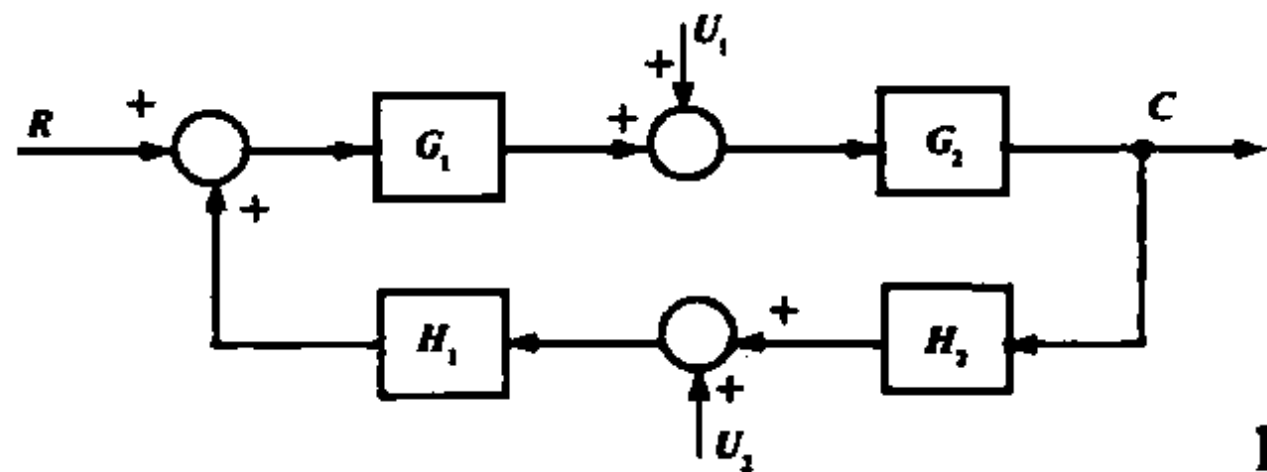 U₁
+
+ + C
R G₁ G₂
+
+
H₁ H₂
+
U₂